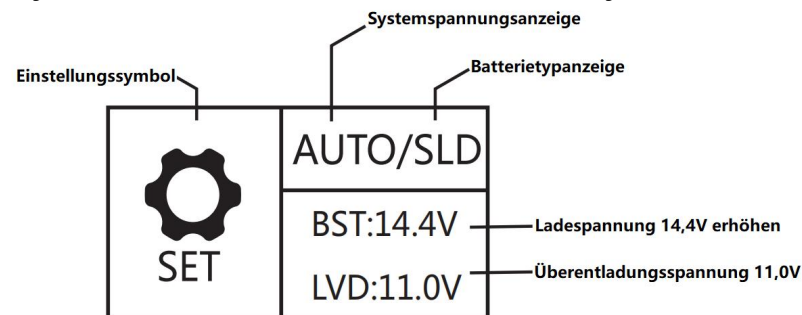 Systemspannungsanzeige
Batterietypanzeige
Einstellungssymbol
AUTO/SLD
BST:14.4V
Ladespannung 14,4V erhöhen
SET
LVD:11.0V
Überentladungsspannung 11,0V